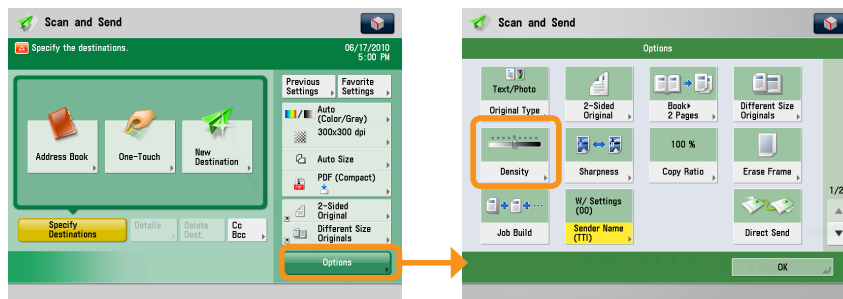 Scan and Send
Specify the destinations.
06/17/2010
5:00 PM
Address Book
One-Touch
New
Destination
Specify
Destinations
Details
Delete
Dest.
Cc
Bcc
Previous
Settings
Favorite
Settings
Auto
(Color/Gray)
300x300 dpi
Auto Size
PDF (Compact)
2-Sided
Original
Different Size
Originals
Options
Scan and Send
Options
Text/Photo
Original Type
2-Sided
Original
Book▸
2 Pages
Different Size
Originals
Density
Sharpness
100 %
Copy Ratio
Erase Frame
Job Build
W/ Settings
(00)
Sender Name
(TTI)
Direct Send
1/2
OK